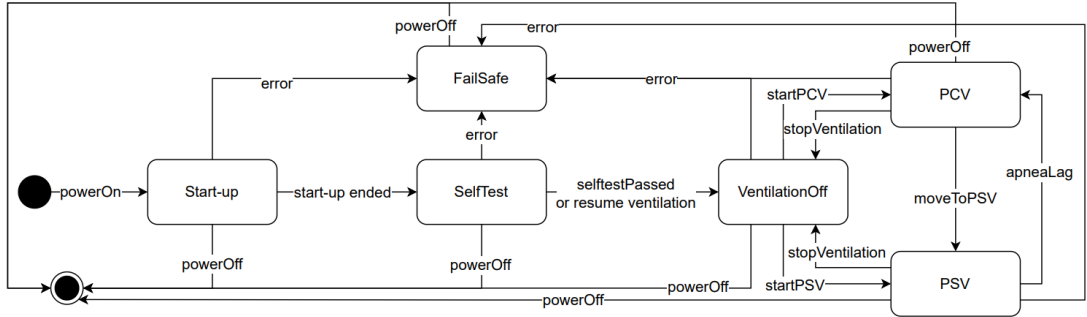 powerOff
error
powerOff
FailSafe
error
error
startPCV
PCV
error
stopVentilation
powerOn
Start-up
start-up ended
SelfTest
selftestPassed
or resume ventilation
VentilationOff
moveToPSV
apneaLag
stopVentilation
powerOff
powerOff
powerOff
startPSV
PSV
powerOff